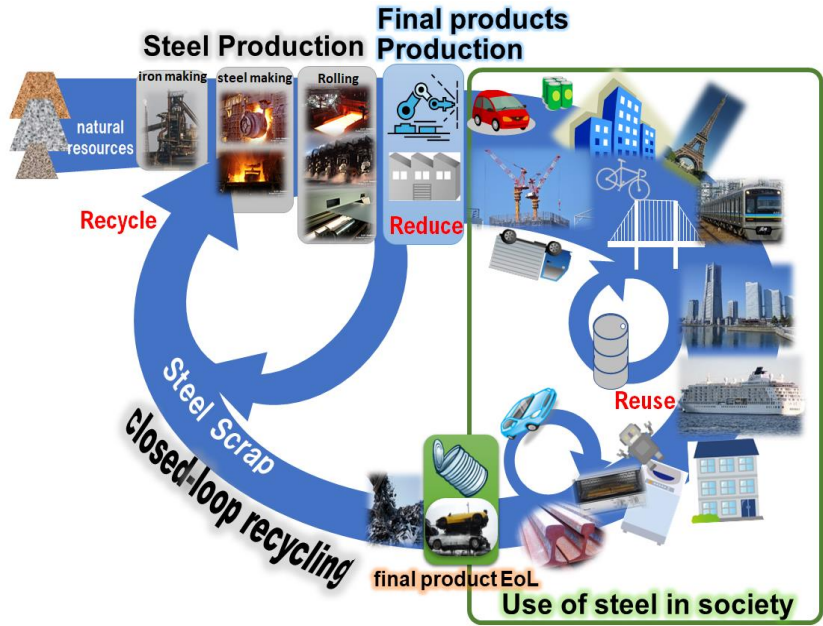 Final products
Production
Steel Production
iron making
steel making
Rolling
natural
resources
Recycle
Reduce
Reuse
Steel Scrap
closed-loop recycling
final product EoL
Use of steel in society